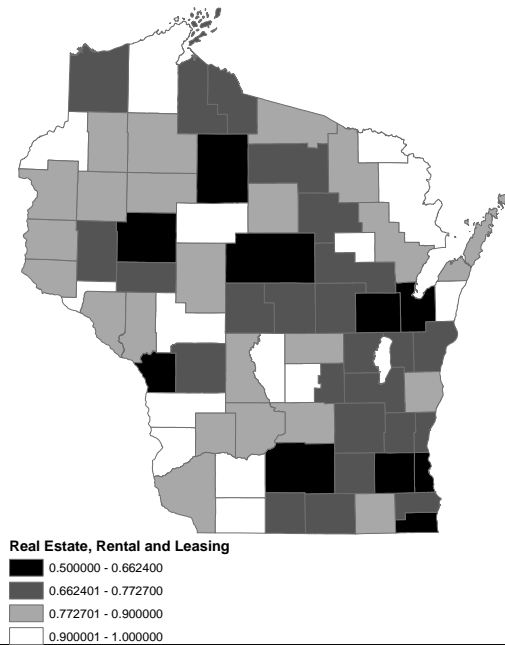 Real Estate, Rental and Leasing
0.500000 - 0.662400
0.662401 - 0.772700
0.772701 - 0.900000
0.900001 - 1.000000